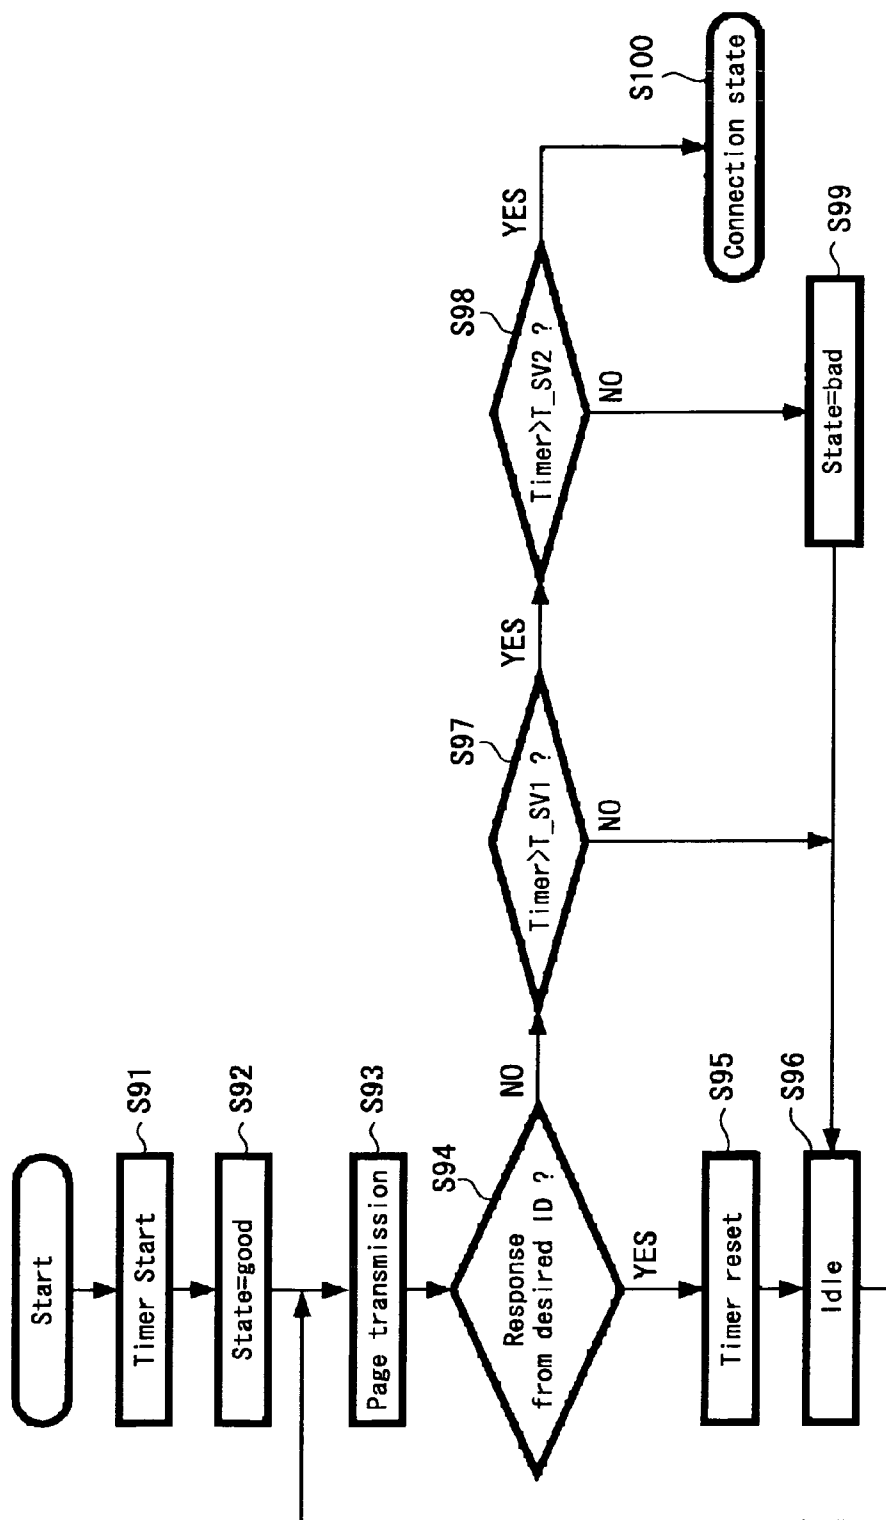 Start
Timer Start
S91
State=good
S92
Page transmission
S93
Response
from desired ID ?
S94
NO
YES
Timer reset
S95
Idle
S96
Timer>T_SV1 ?
S97
YES
NO
Timer>T_SV2 ?
S98
YES
NO
State=bad
S99
Connection state
S100